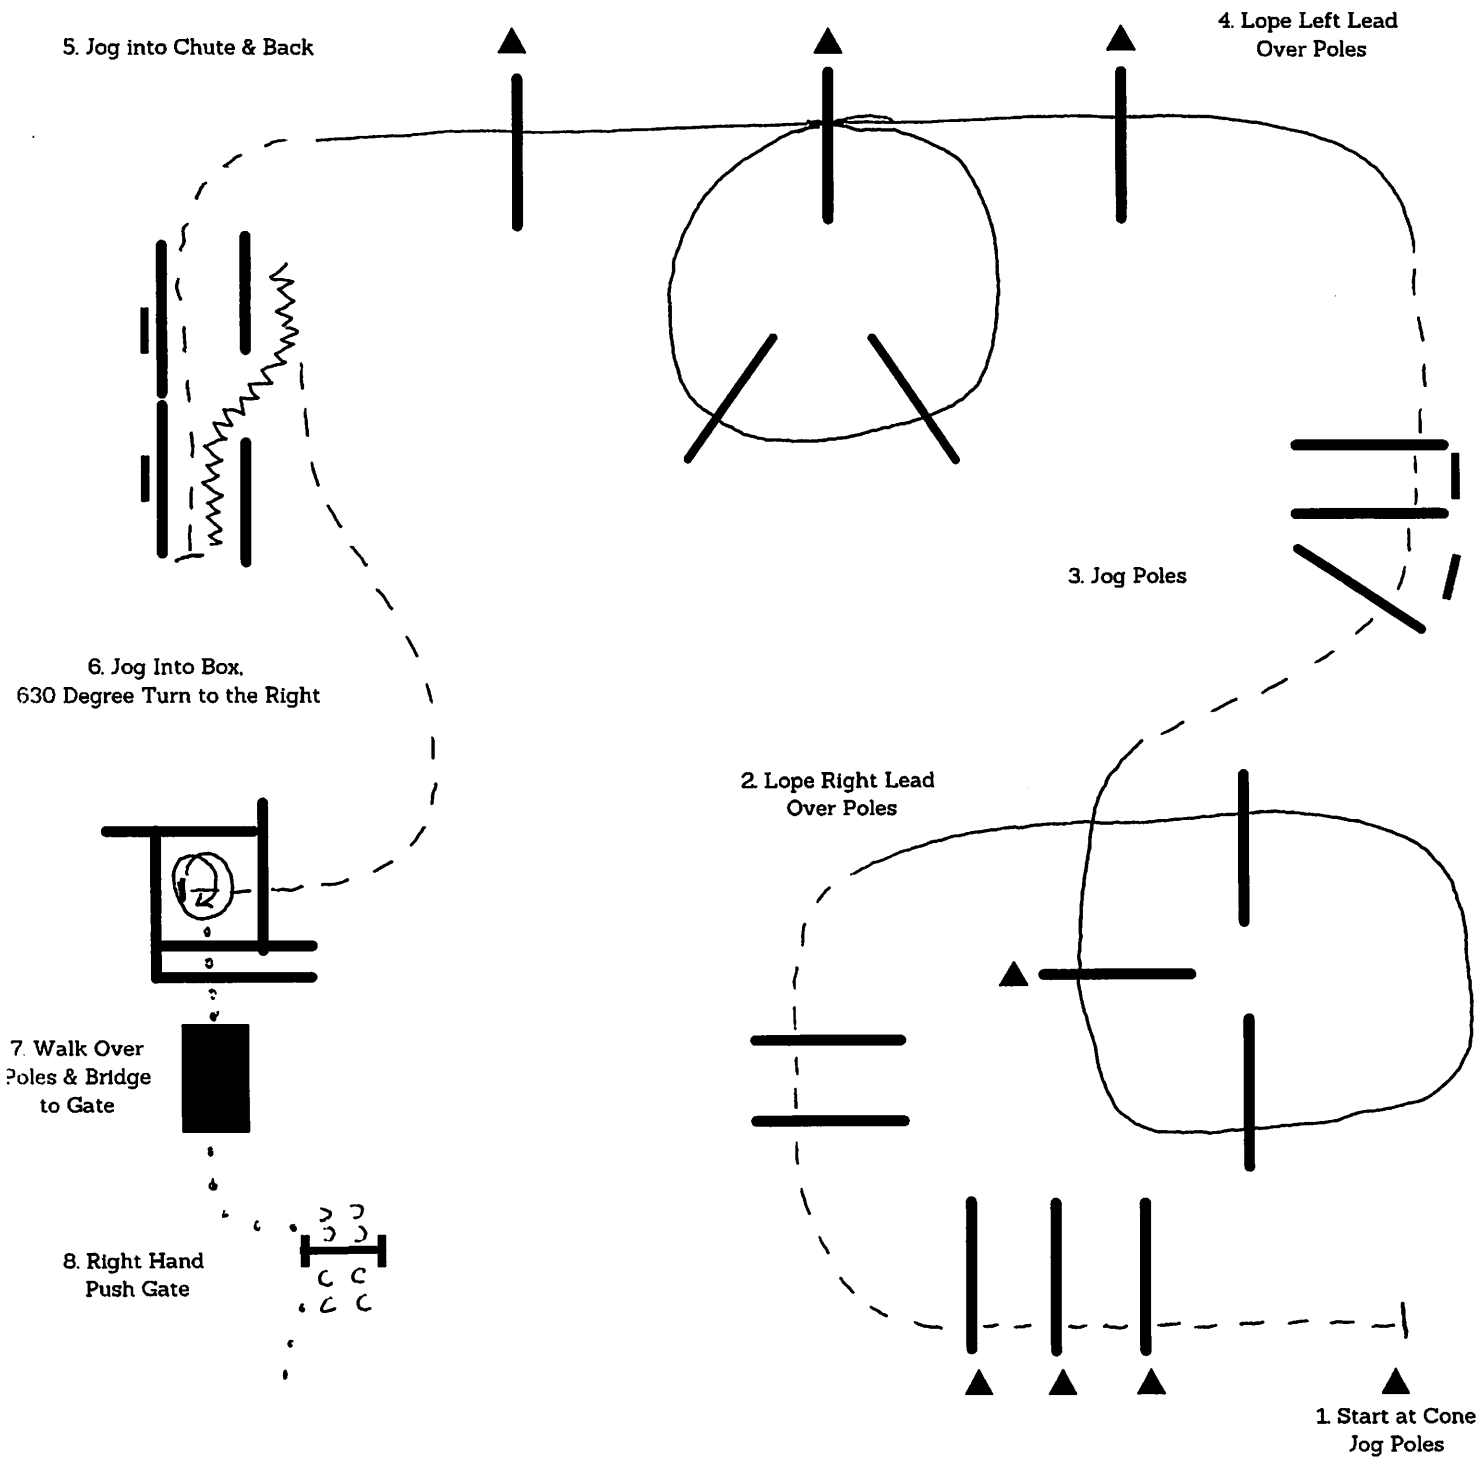 4. Lope Left Lead
Over Poles
5. Jog into Chute & Back
3. Jog Poles
6. Jog Into Box,
630 Degree Turn to the Right
2. Lope Right Lead
Over Poles
7. Walk Over
Poles & Bridge
to Gate
8. Right Hand
Push Gate
1. Start at Cone
Jog Poles